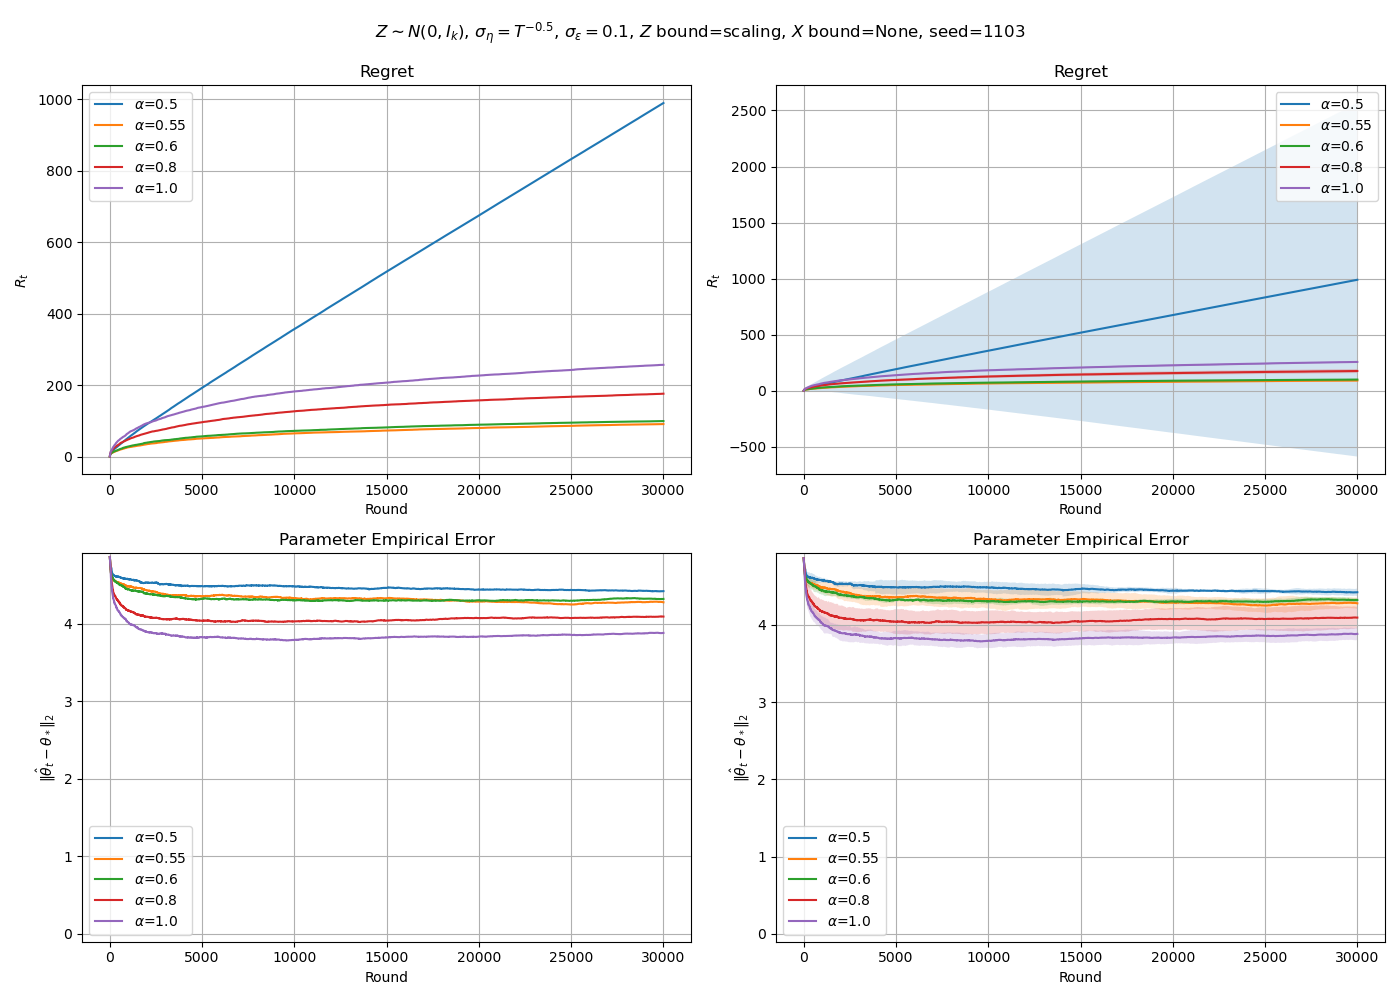 Z ~ N(0, I_k), σ_η = T^{-0.5}, σ_ε = 0.1, Z bound=scaling, X bound=None, seed=1103
Regret
1000
800
600
400
200
0
R_t
α=0.5
α=0.55
α=0.6
α=0.8
α=1.0
0 5000 10000 15000 20000 25000 30000
Round
Regret
2500
2000
1500
1000
500
0
−500
R_t
α=0.5
α=0.55
α=0.6
α=0.8
α=1.0
0 5000 10000 15000 20000 25000 30000
Round
Parameter Empirical Error
4
3
2
1
0
‖θ̂_t − θ_*‖_2
α=0.5
α=0.55
α=0.6
α=0.8
α=1.0
0 5000 10000 15000 20000 25000 30000
Round
Parameter Empirical Error
4
3
2
1
0
‖θ̂_t − θ_*‖_2
α=0.5
α=0.55
α=0.6
α=0.8
α=1.0
0 5000 10000 15000 20000 25000 30000
Round